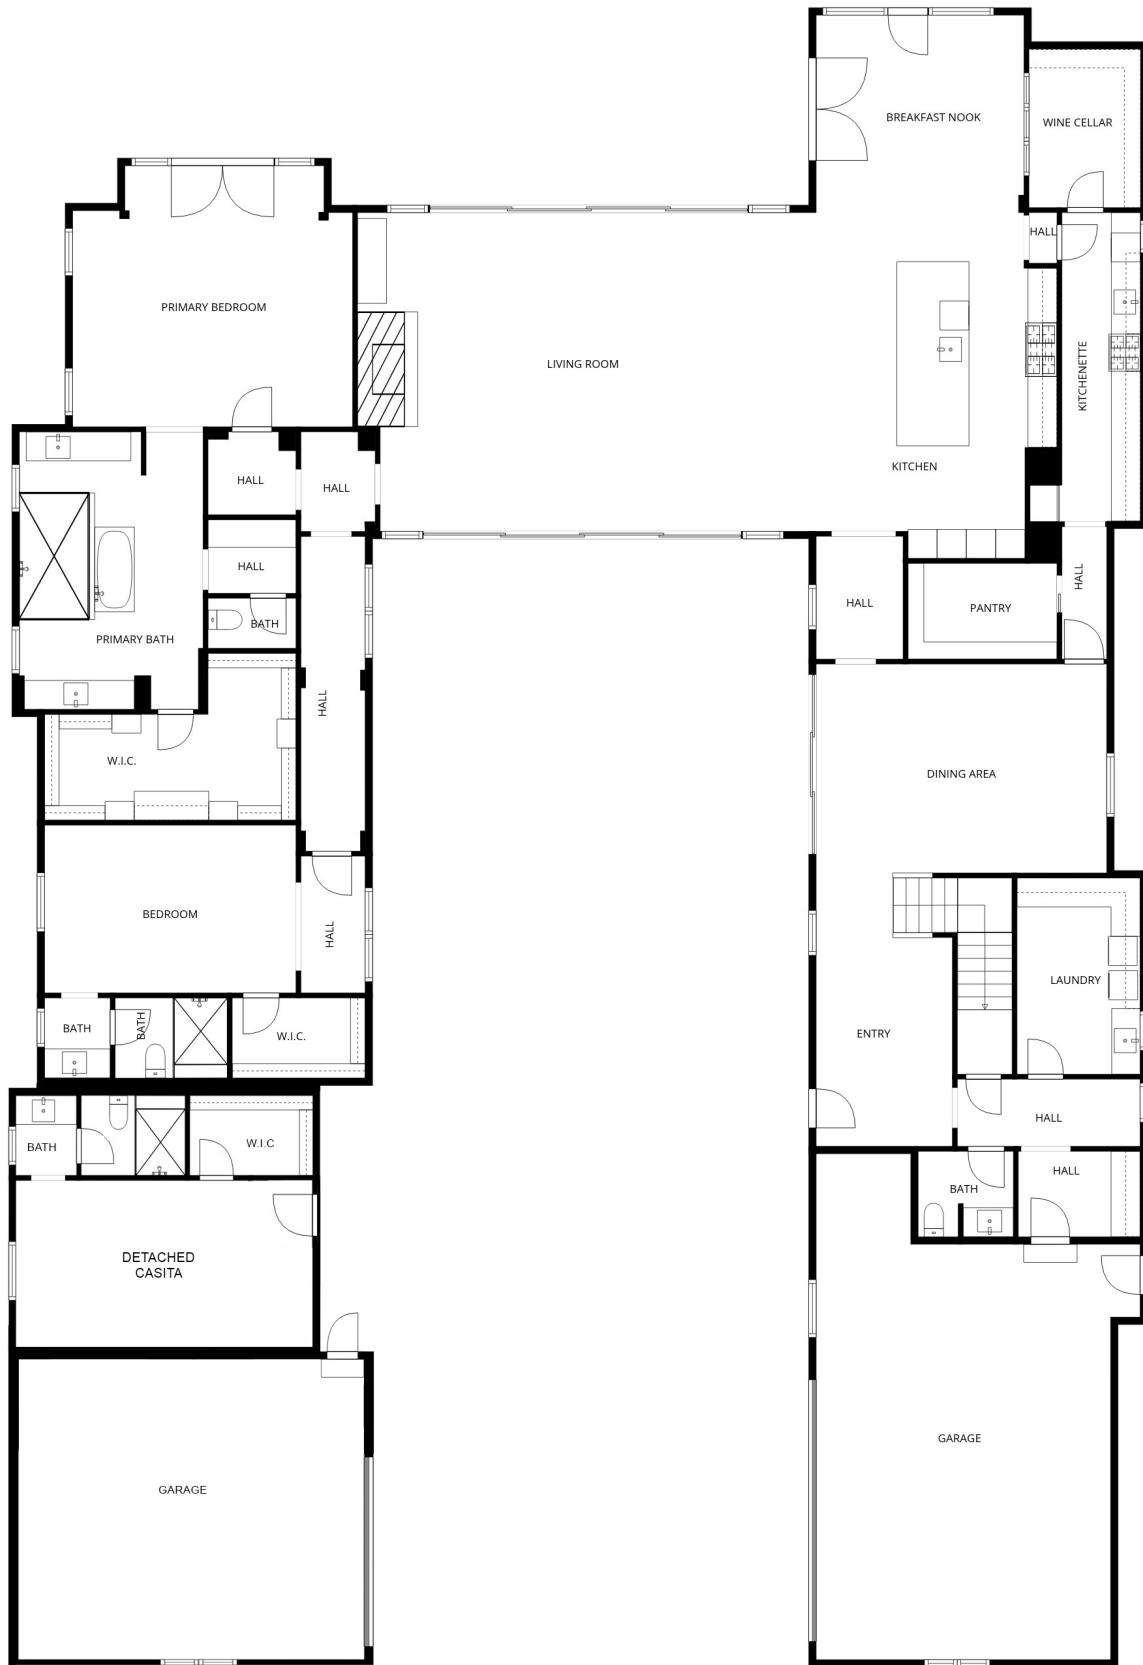 BREAKFAST NOOK
WINE CELLAR
HALL
PRIMARY BEDROOM
LIVING ROOM
KITCHENETTE
KITCHEN
HALL
HALL
HALL
HALL
PANTRY
HALL
BATH
PRIMARY BATH
HALL
W.I.C.
DINING AREA
BEDROOM
HALL
LAUNDRY
BATH
BATH
W.I.C.
ENTRY
HALL
BATH
W.I.C
HALL
BATH
DETACHED
CASITA
GARAGE
GARAGE